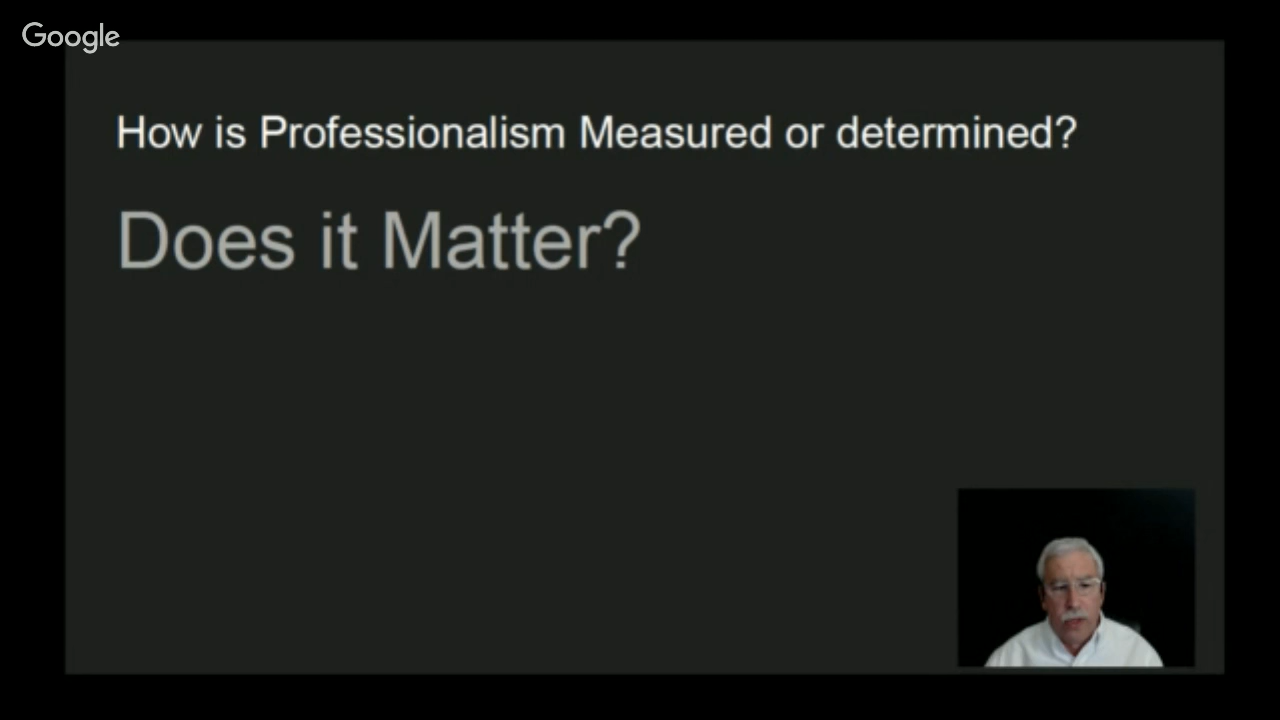 Google
How is Professionalism Measured or determined?
Does it Matter?